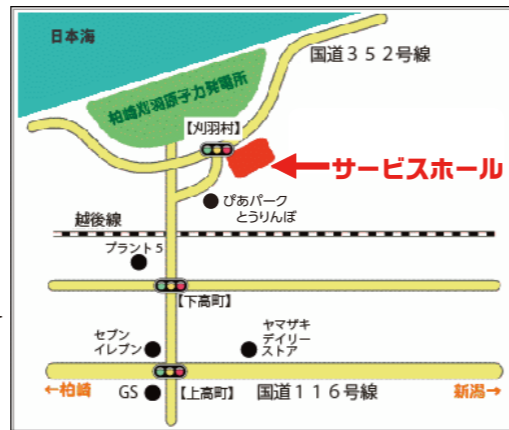 日本海
国道３５２号線
柏崎刈羽原子力発電所
【刈羽村】
サービスホール
ぴあパーク
とうりんぼ
越後線
プラント5
【下高町】
セブン
イレブン
ヤマザキ
デイリー
ストア
←柏崎
GS
【上高町】
国道１１６号線
新潟→